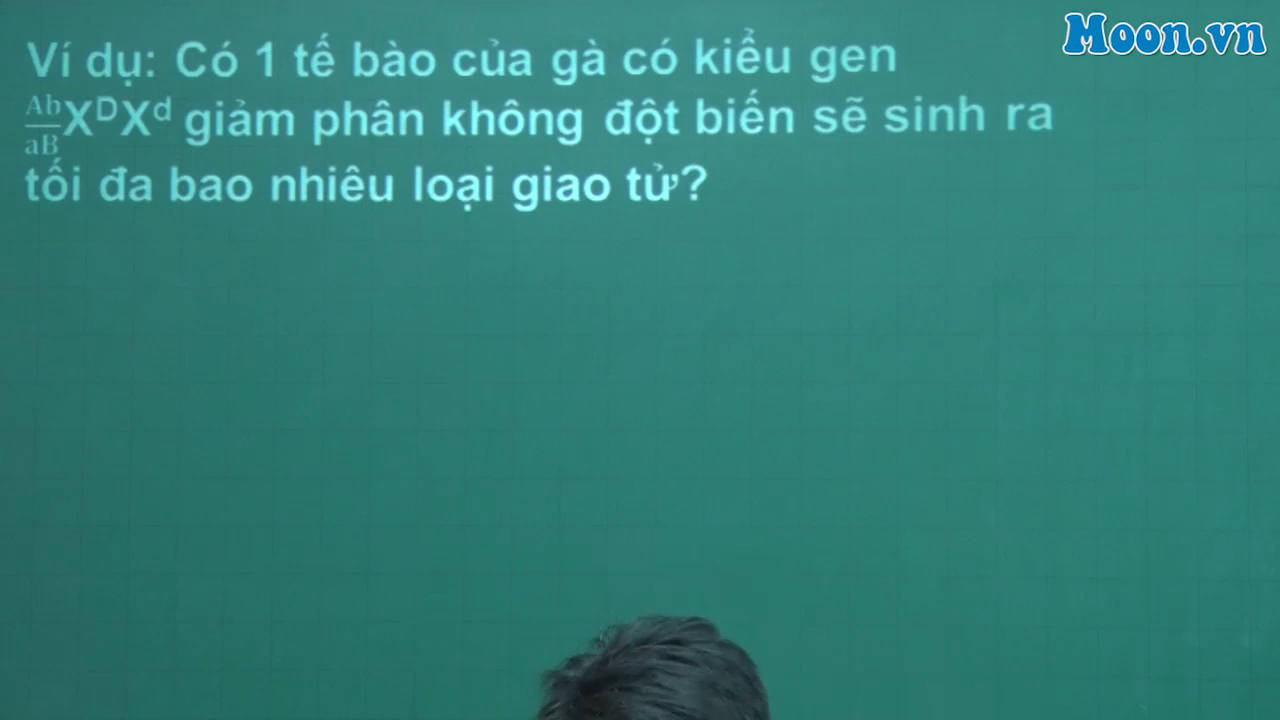 Moon.vn
Ví dụ: Có 1 tế bào của gà có kiểu gen
Ab/aB XᴰXᵈ giảm phân không đột biến sẽ sinh ra
tối đa bao nhiêu loại giao tử?